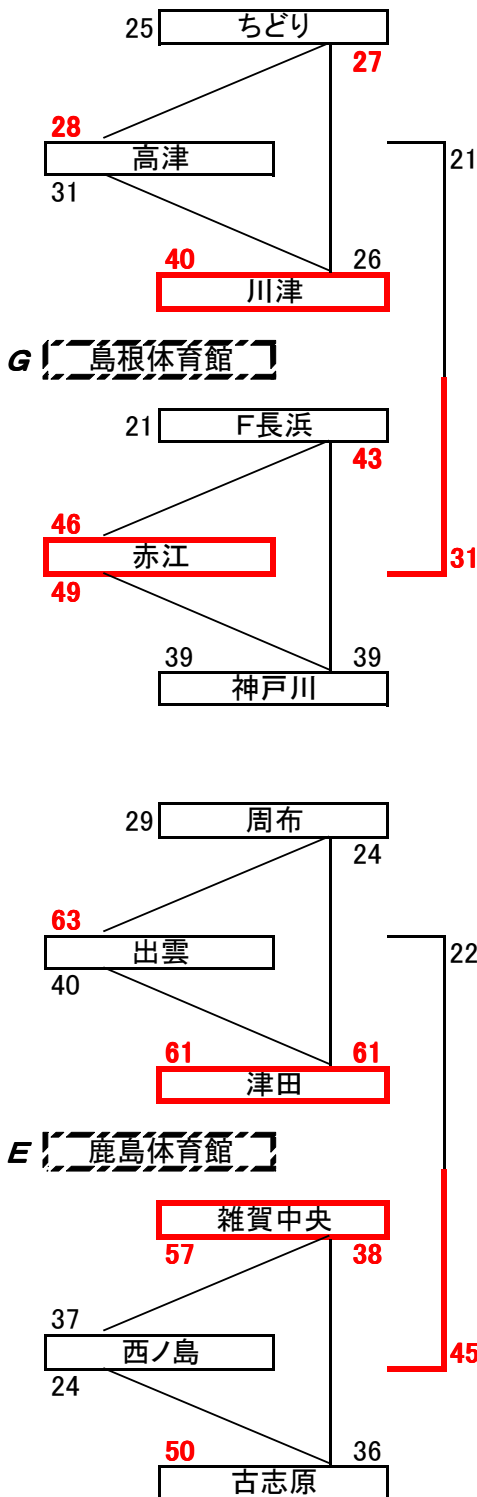 25 ちどり
27
28
高津 21
31
40 26
川津
G 島根体育館
21 F長浜
43
46
赤江 31
49
39 39
神戸川
29 周布
24
63
出雲 22
40
61 61
津田
E 鹿島体育館
雑賀中央
57 38
37
西ノ島 45
24
50 36
古志原